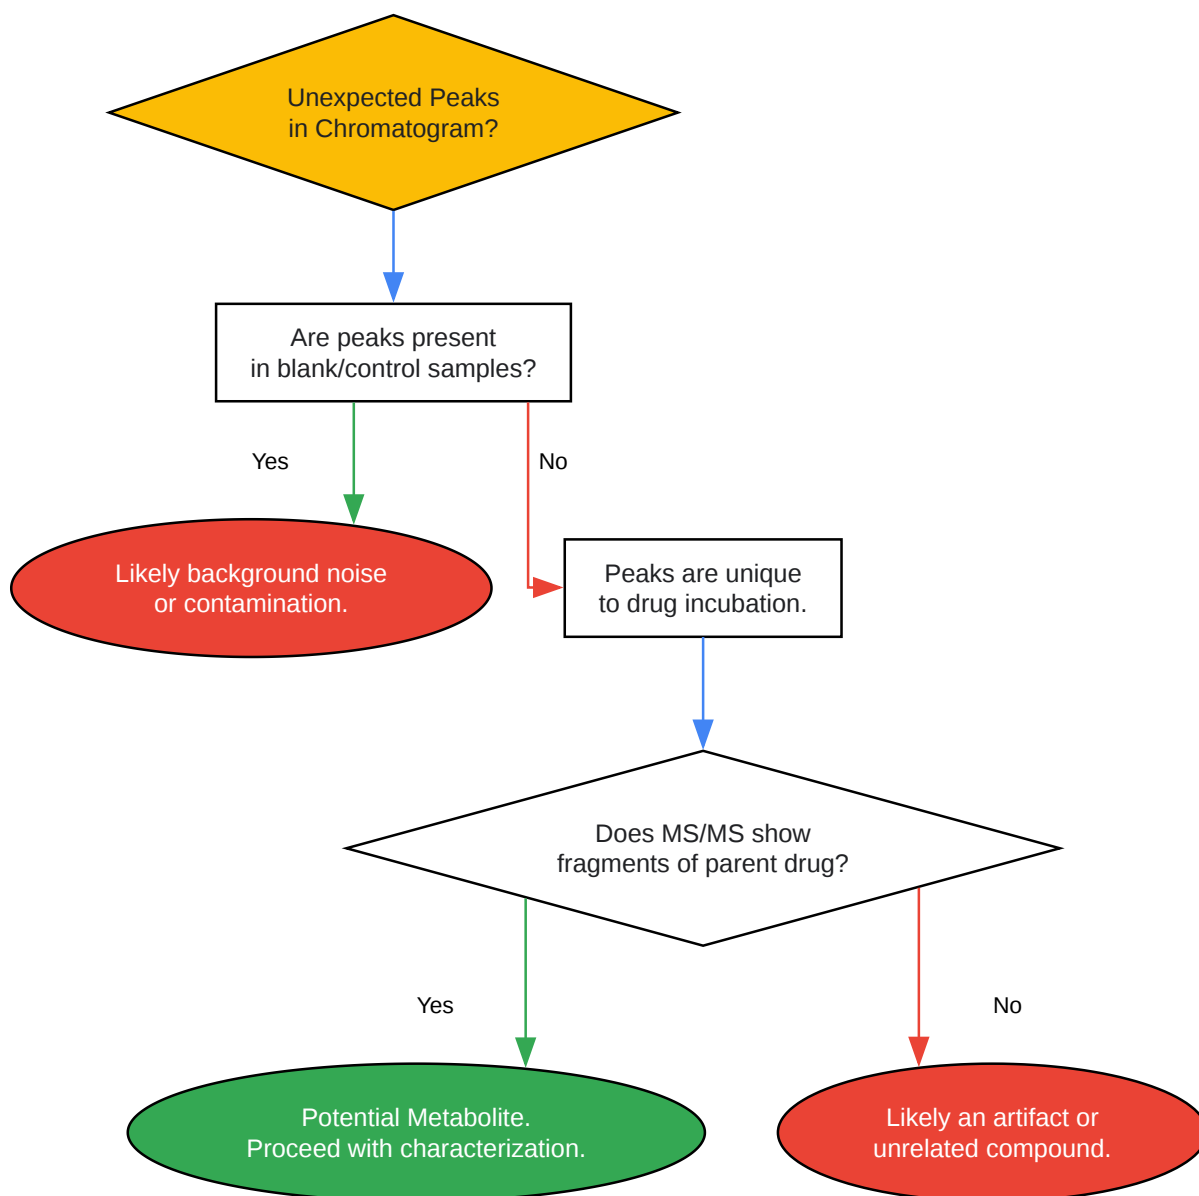 Unexpected Peaks
in Chromatogram?
Are peaks present
in blank/control samples?
Yes
No
Likely background noise
or contamination.
Peaks are unique
to drug incubation.
Does MS/MS show
fragments of parent drug?
Yes
No
Potential Metabolite.
Proceed with characterization.
Likely an artifact or
unrelated compound.